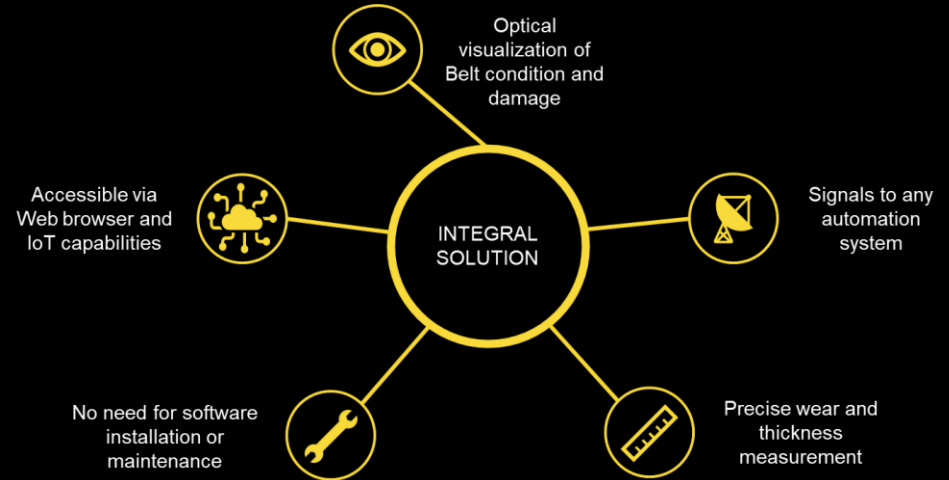 Optical
visualization of
Belt condition and
damage
Accessible via
Web browser and
IoT capabilities
INTEGRAL
SOLUTION
Signals to any
automation
system
No need for software
installation or
maintenance
Precise wear and
thickness
measurement